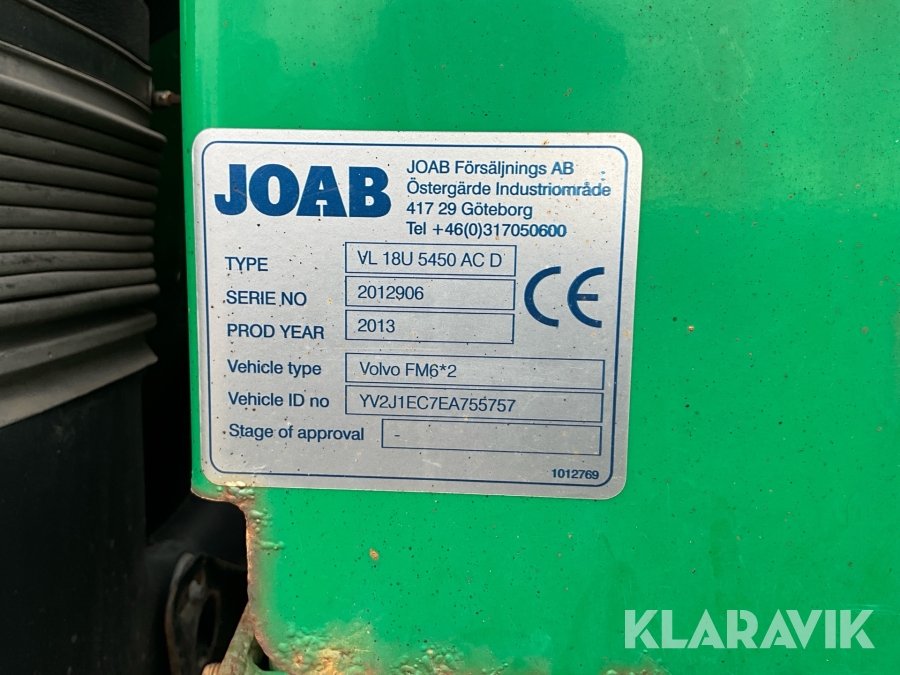 JOAB
JOAB Försäljnings AB
Östergärde Industriområde
417 29 Göteborg
Tel +46(0)317050600
TYPE VL 18U 5450 AC D
SERIE NO 2012906
PROD YEAR 2013
CE
Vehicle type Volvo FM6*2
Vehicle ID no YV2J1EC7EA755757
Stage of approval -
1012769
KLARAVIK